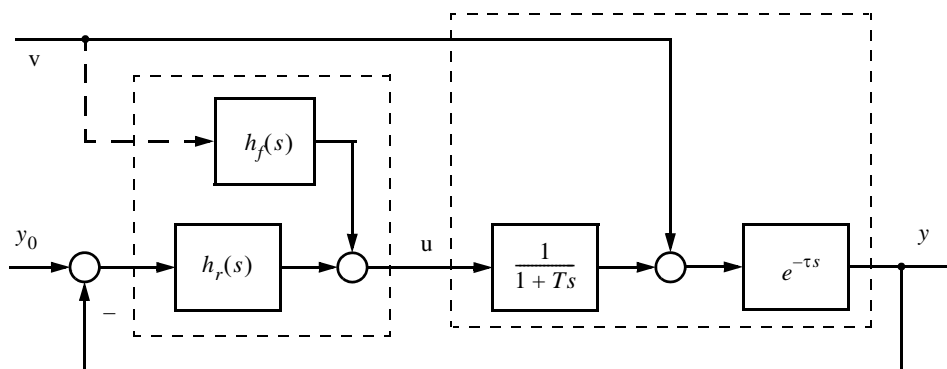 v
h_f(s)
y_0
h_r(s)
u
1
1 + Ts
e^{-τs}
y
–